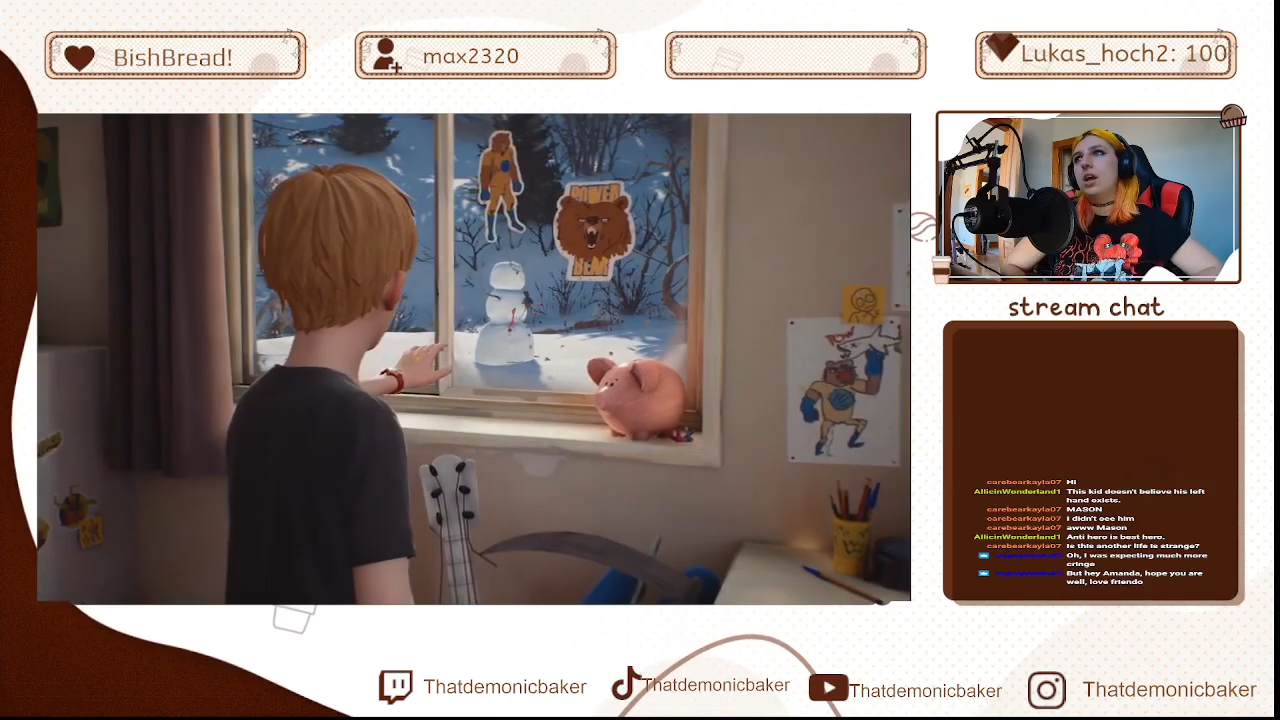 BishBread!
max2320
Lukas_hoch2: 100
POWER
BEAR
stream chat
carebearkayla07 HI
AllicinWonderland1 This kid doesn't believe his left
hand exists.
carebearkayla07 MASON
carebearkayla07 I didn't see him
carebearkayla07 awww Mason
AllicinWonderland1 Anti hero is best hero.
carebearkayla07 Is this another life is strange?
Oh, I was expecting much more
cringe
But hey Amanda, hope you are
well, love friendo
Thatdemonicbaker
Thatdemonicbaker
Thatdemonicbaker
Thatdemonicbaker